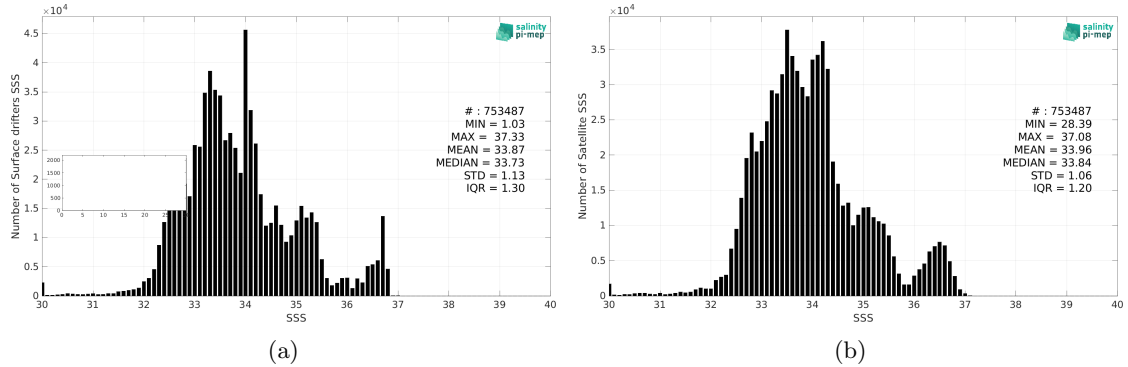 ×10⁴
4.5
4
3.5
3
2.5
2
1.5
1
0.5
0
Number of Surface drifters SSS
salinity
pi-mep
# : 753487
MIN = 1.03
MAX = 37.33
MEAN = 33.87
MEDIAN = 33.73
STD = 1.13
IQR = 1.30
2000
1500
1000
500
0
0 5 10 15 20 25
30 31 32 33 34 35 36 37 38 39 40
SSS
(a)
×10⁴
3.5
3
2.5
2
1.5
1
0.5
0
Number of Satellite SSS
salinity
pi-mep
# : 753487
MIN = 28.39
MAX = 37.08
MEAN = 33.96
MEDIAN = 33.84
STD = 1.06
IQR = 1.20
30 31 32 33 34 35 36 37 38 39 40
SSS
(b)